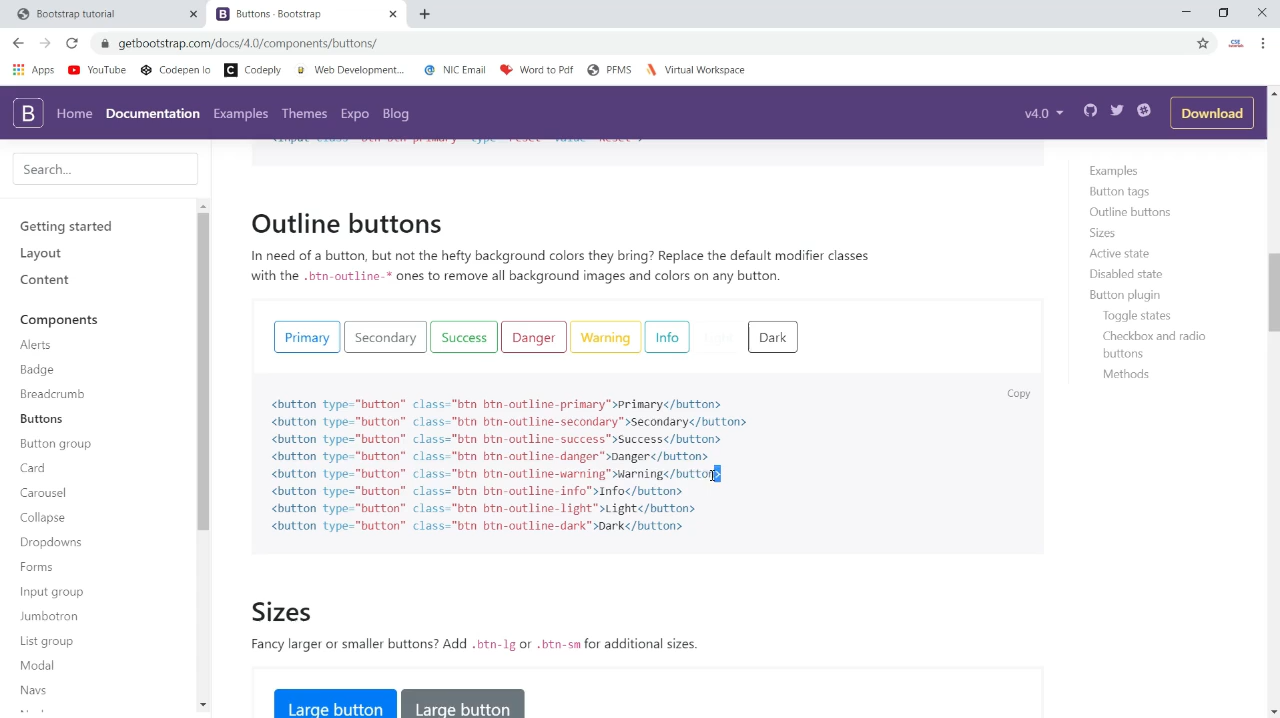 Bootstrap tutorial
Buttons · Bootstrap
getbootstrap.com/docs/4.0/components/buttons/
Apps
YouTube
Codepen Io
Codeply
Web Development...
NIC Email
Word to Pdf
PFMS
Virtual Workspace
B Home Documentation Examples Themes Expo Blog
v4.0
Download
Search...
Getting started
Layout
Content
Components
Alerts
Badge
Breadcrumb
Buttons
Button group
Card
Carousel
Collapse
Dropdowns
Forms
Input group
Jumbotron
List group
Modal
Navs
<input class="btn btn-primary" type="reset" value="Reset">
Outline buttons
In need of a button, but not the hefty background colors they bring? Replace the default modifier classes
with the .btn-outline-* ones to remove all background images and colors on any button.
Primary Secondary Success Danger Warning Info Light Dark
Copy
<button type="button" class="btn btn-outline-primary">Primary</button>
<button type="button" class="btn btn-outline-secondary">Secondary</button>
<button type="button" class="btn btn-outline-success">Success</button>
<button type="button" class="btn btn-outline-danger">Danger</button>
<button type="button" class="btn btn-outline-warning">Warning</button>
<button type="button" class="btn btn-outline-info">Info</button>
<button type="button" class="btn btn-outline-light">Light</button>
<button type="button" class="btn btn-outline-dark">Dark</button>
Sizes
Fancy larger or smaller buttons? Add .btn-lg or .btn-sm for additional sizes.
Large button Large button
Examples
Button tags
Outline buttons
Sizes
Active state
Disabled state
Button plugin
Toggle states
Checkbox and radio
buttons
Methods